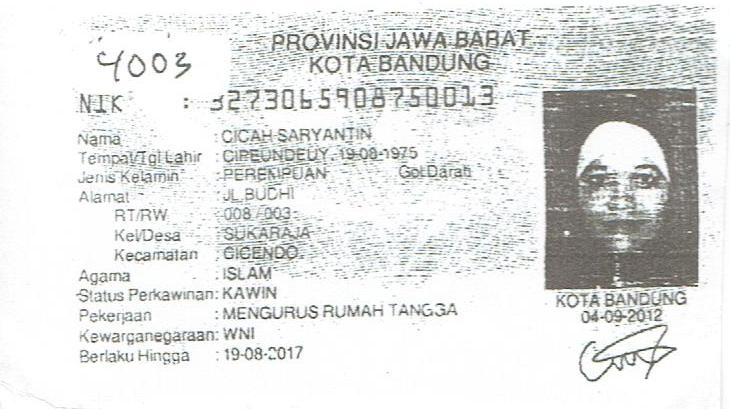 4003
PROVINSI JAWA BARAT
KOTA BANDUNG
NIK : 3273065908750013
Nama : CICAH SARYANTIN
Tempat/Tgl Lahir : CIPEUNDEUY, 19-08-1975
Jenis Kelamin : PEREMPUAN Gol.Darah
Alamat : JL.BUDHI
RT/RW : 008 / 003
Kel/Desa : SUKARAJA
Kecamatan : CICENDO
Agama : ISLAM
Status Perkawinan: KAWIN
Pekerjaan : MENGURUS RUMAH TANGGA
Kewarganegaraan: WNI
Berlaku Hingga : 19-08-2017
KOTA BANDUNG
04-09-2012